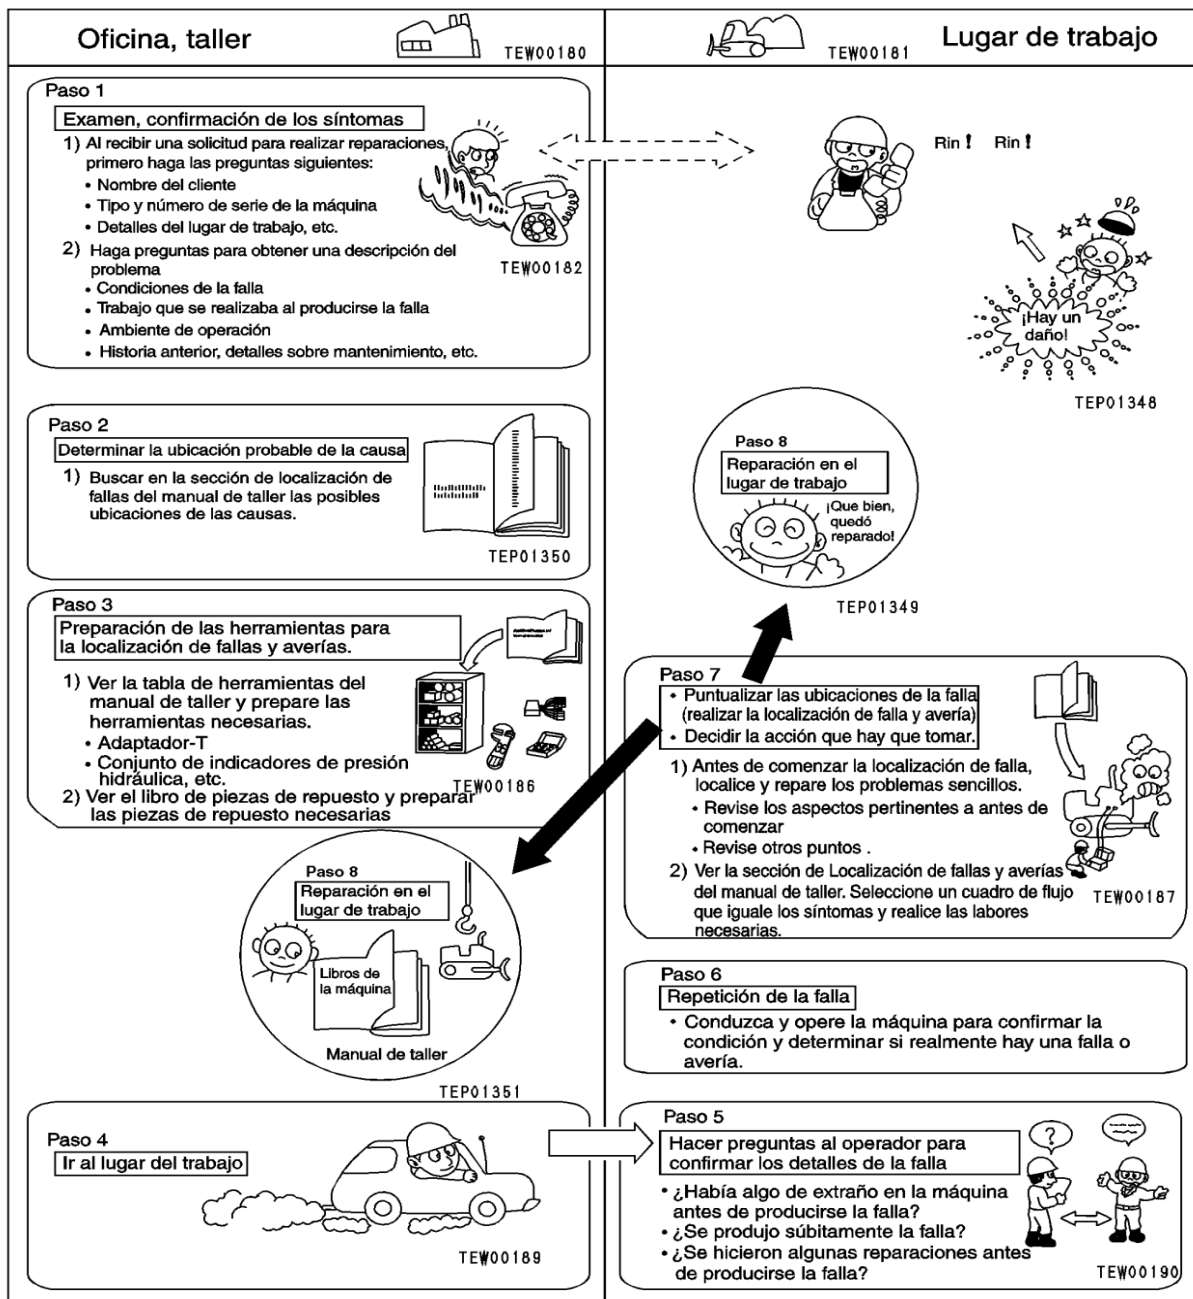 Oficina, taller
TEW00180
TEW00181
Lugar de trabajo
Paso 1
Examen, confirmación de los síntomas
1) Al recibir una solicitud para realizar reparaciones,
primero haga las preguntas siguientes:
• Nombre del cliente
• Tipo y número de serie de la máquina
• Detalles del lugar de trabajo, etc.
2) Haga preguntas para obtener una descripción del
problema
• Condiciones de la falla
• Trabajo que se realizaba al producirse la falla
• Ambiente de operación
• Historia anterior, detalles sobre mantenimiento, etc.
TEW00182
Rin ! Rin !
¡Hay un
daño!
TEP01348
Paso 2
Determinar la ubicación probable de la causa
1) Buscar en la sección de localización de
fallas del manual de taller las posibles
ubicaciones de las causas.
TEP01350
Paso 8
Reparación en el
lugar de trabajo
¡Que bien,
quedó
reparado!
TEP01349
Paso 3
Preparación de las herramientas para
la localización de fallas y averías.
1) Ver la tabla de herramientas del
manual de taller y prepare las
herramientas necesarias.
• Adaptador-T
• Conjunto de indicadores de presión
hidráulica, etc.
TEW00186
2) Ver el libro de piezas de repuesto y preparar
las piezas de repuesto necesarias
Paso 7
• Puntualizar las ubicaciones de la falla
(realizar la localización de falla y avería)
• Decidir la acción que hay que tomar.
1) Antes de comenzar la localización de falla,
localice y repare los problemas sencillos.
• Revise los aspectos pertinentes a antes de
comenzar
• Revise otros puntos .
2) Ver la sección de Localización de fallas y averías
del manual de taller. Seleccione un cuadro de flujo
que iguale los síntomas y realice las labores
necesarias.
TEW00187
Paso 8
Reparación en el
lugar de trabajo
Libros de
la máquina
Manual de taller
TEP01351
Paso 6
Repetición de la falla
• Conduzca y opere la máquina para confirmar la
condición y determinar si realmente hay una falla o
avería.
Paso 4
Ir al lugar del trabajo
TEW00189
Paso 5
Hacer preguntas al operador para
confirmar los detalles de la falla
• ¿Había algo de extraño en la máquina
antes de producirse la falla?
• ¿Se produjo súbitamente la falla?
• ¿Se hicieron algunas reparaciones antes
de producirse la falla?
?
TEW00190